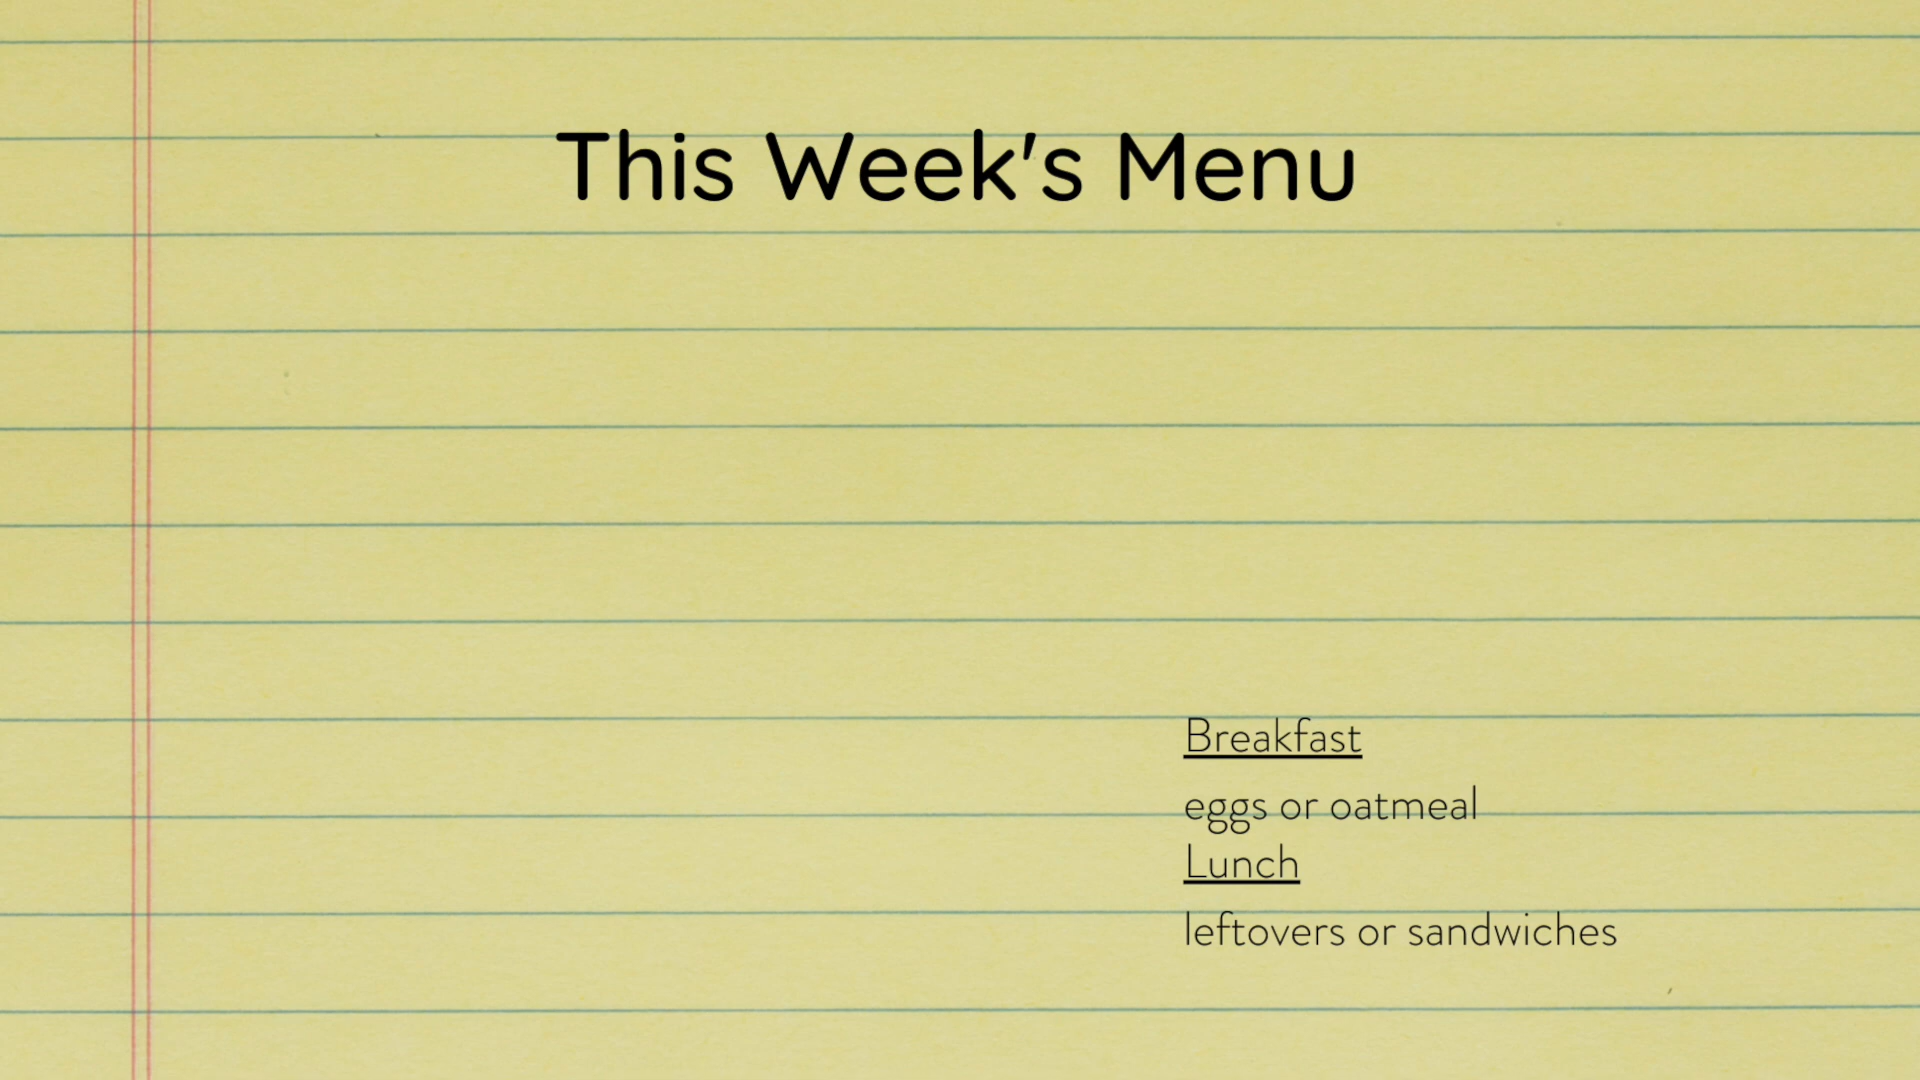 This Week's Menu
Breakfast
eggs or oatmeal
Lunch
leftovers or sandwiches